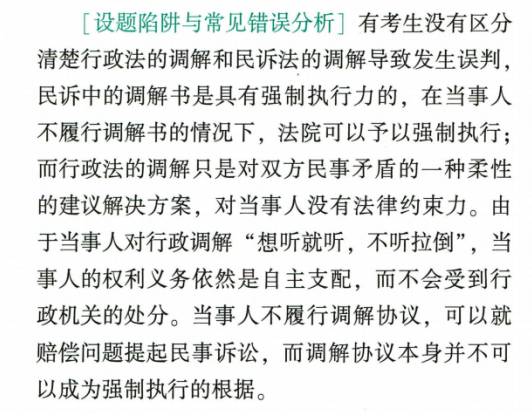 [设题陷阱与常见错误分析] 有考生没有区分
清楚行政法的调解和民诉法的调解导致发生误判，
民诉中的调解书是具有强制执行力的，在当事人
不履行调解书的情况下，法院可以予以强制执行；
而行政法的调解只是对双方民事矛盾的一种柔性
的建议解决方案，对当事人没有法律约束力。由
于当事人对行政调解“想听就听，不听拉倒”，当
事人的权利义务依然是自主支配，而不会受到行
政机关的处分。当事人不履行调解协议，可以就
赔偿问题提起民事诉讼，而调解协议本身并不可
以成为强制执行的根据。